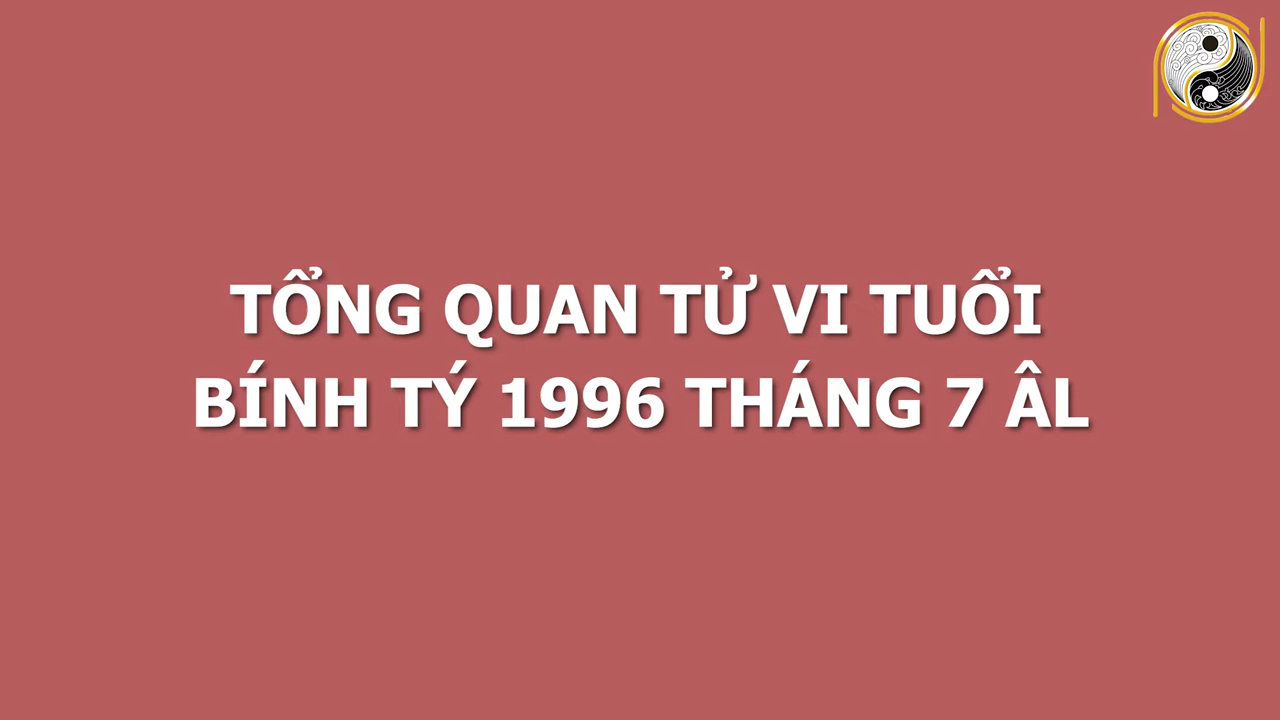 TỔNG QUAN TỬ VI TUỔI
BÍNH TÝ 1996 THÁNG 7 ÂL